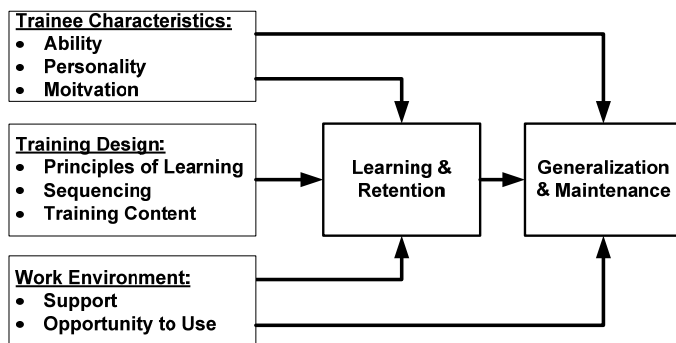 Trainee Characteristics:
• Ability
• Personality
• Moitvation
Training Design:
• Principles of Learning
• Sequencing
• Training Content
Learning &
Retention
Generalization
& Maintenance
Work Environment:
• Support
• Opportunity to Use